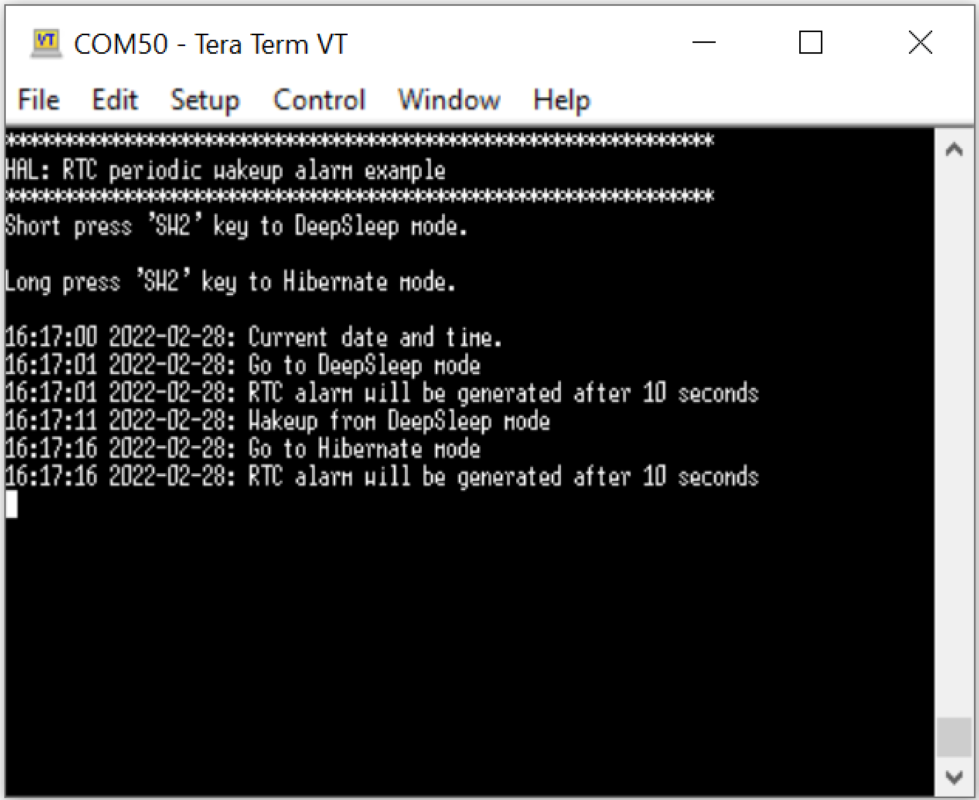 VT COM50 - Tera Term VT
File Edit Setup Control Window Help
*************************************************************
HAL: RTC periodic wakeup alarm example
*************************************************************
Short press 'SW2' key to DeepSleep mode.
Long press 'SW2' key to Hibernate mode.
16:17:00 2022-02-28: Current date and time.
16:17:01 2022-02-28: Go to DeepSleep mode
16:17:01 2022-02-28: RTC alarm will be generated after 10 seconds
16:17:11 2022-02-28: Wakeup from DeepSleep mode
16:17:16 2022-02-28: Go to Hibernate mode
16:17:16 2022-02-28: RTC alarm will be generated after 10 seconds